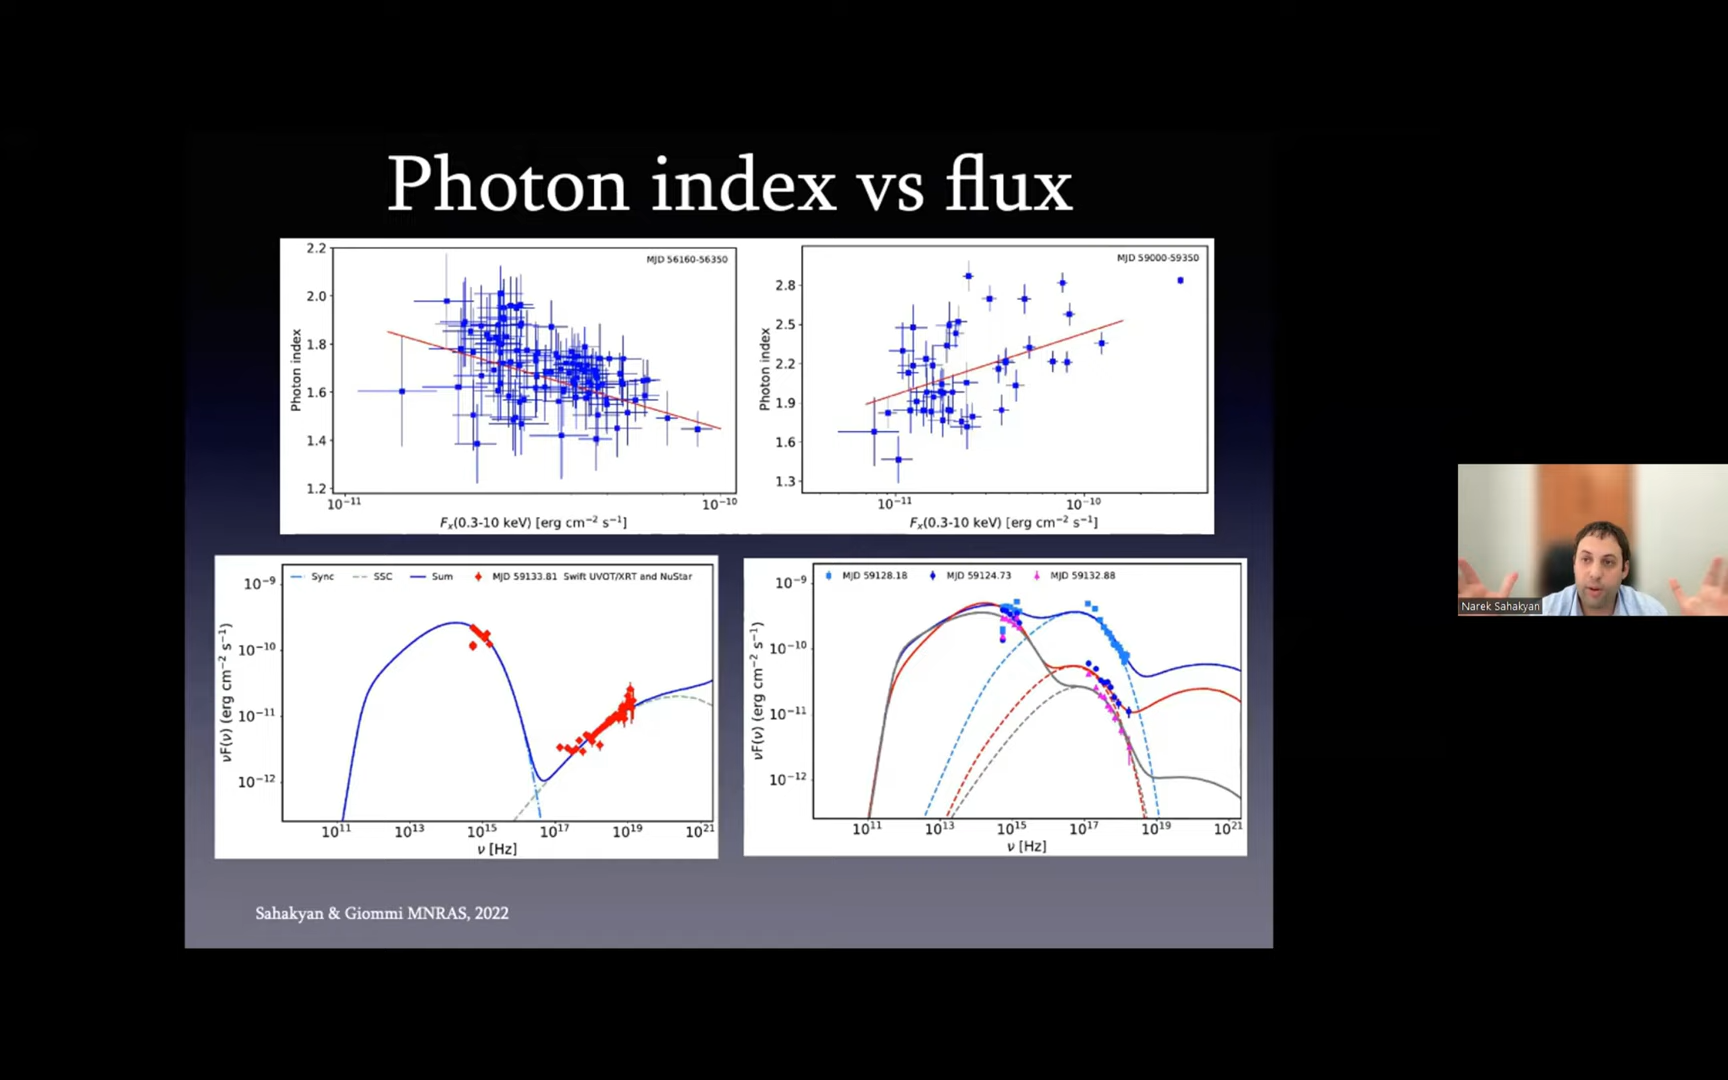 Photon index vs flux
MJD 56160-56350
2.2
2.0
1.8
1.6
1.4
1.2
Photon index
10⁻¹¹
10⁻¹⁰
Fₓ(0.3-10 keV) [erg cm⁻² s⁻¹]
MJD 59000-59350
2.8
2.5
2.2
1.9
1.6
1.3
Photon index
10⁻¹¹
10⁻¹⁰
Fₓ(0.3-10 keV) [erg cm⁻² s⁻¹]
Sync SSC Sum MJD 59133.81 Swift UVOT/XRT and NuStar
10⁻⁹
10⁻¹⁰
10⁻¹¹
10⁻¹²
νF(ν) (erg cm⁻² s⁻¹)
10¹¹ 10¹³ 10¹⁵ 10¹⁷ 10¹⁹ 10²¹
ν [Hz]
MJD 59128.18 MJD 59124.73 MJD 59132.88
10⁻⁹
10⁻¹⁰
10⁻¹¹
10⁻¹²
νF(ν) (erg cm⁻² s⁻¹)
10¹¹ 10¹³ 10¹⁵ 10¹⁷ 10¹⁹ 10²¹
ν [Hz]
Narek Sahakyan
Sahakyan & Giommi MNRAS, 2022